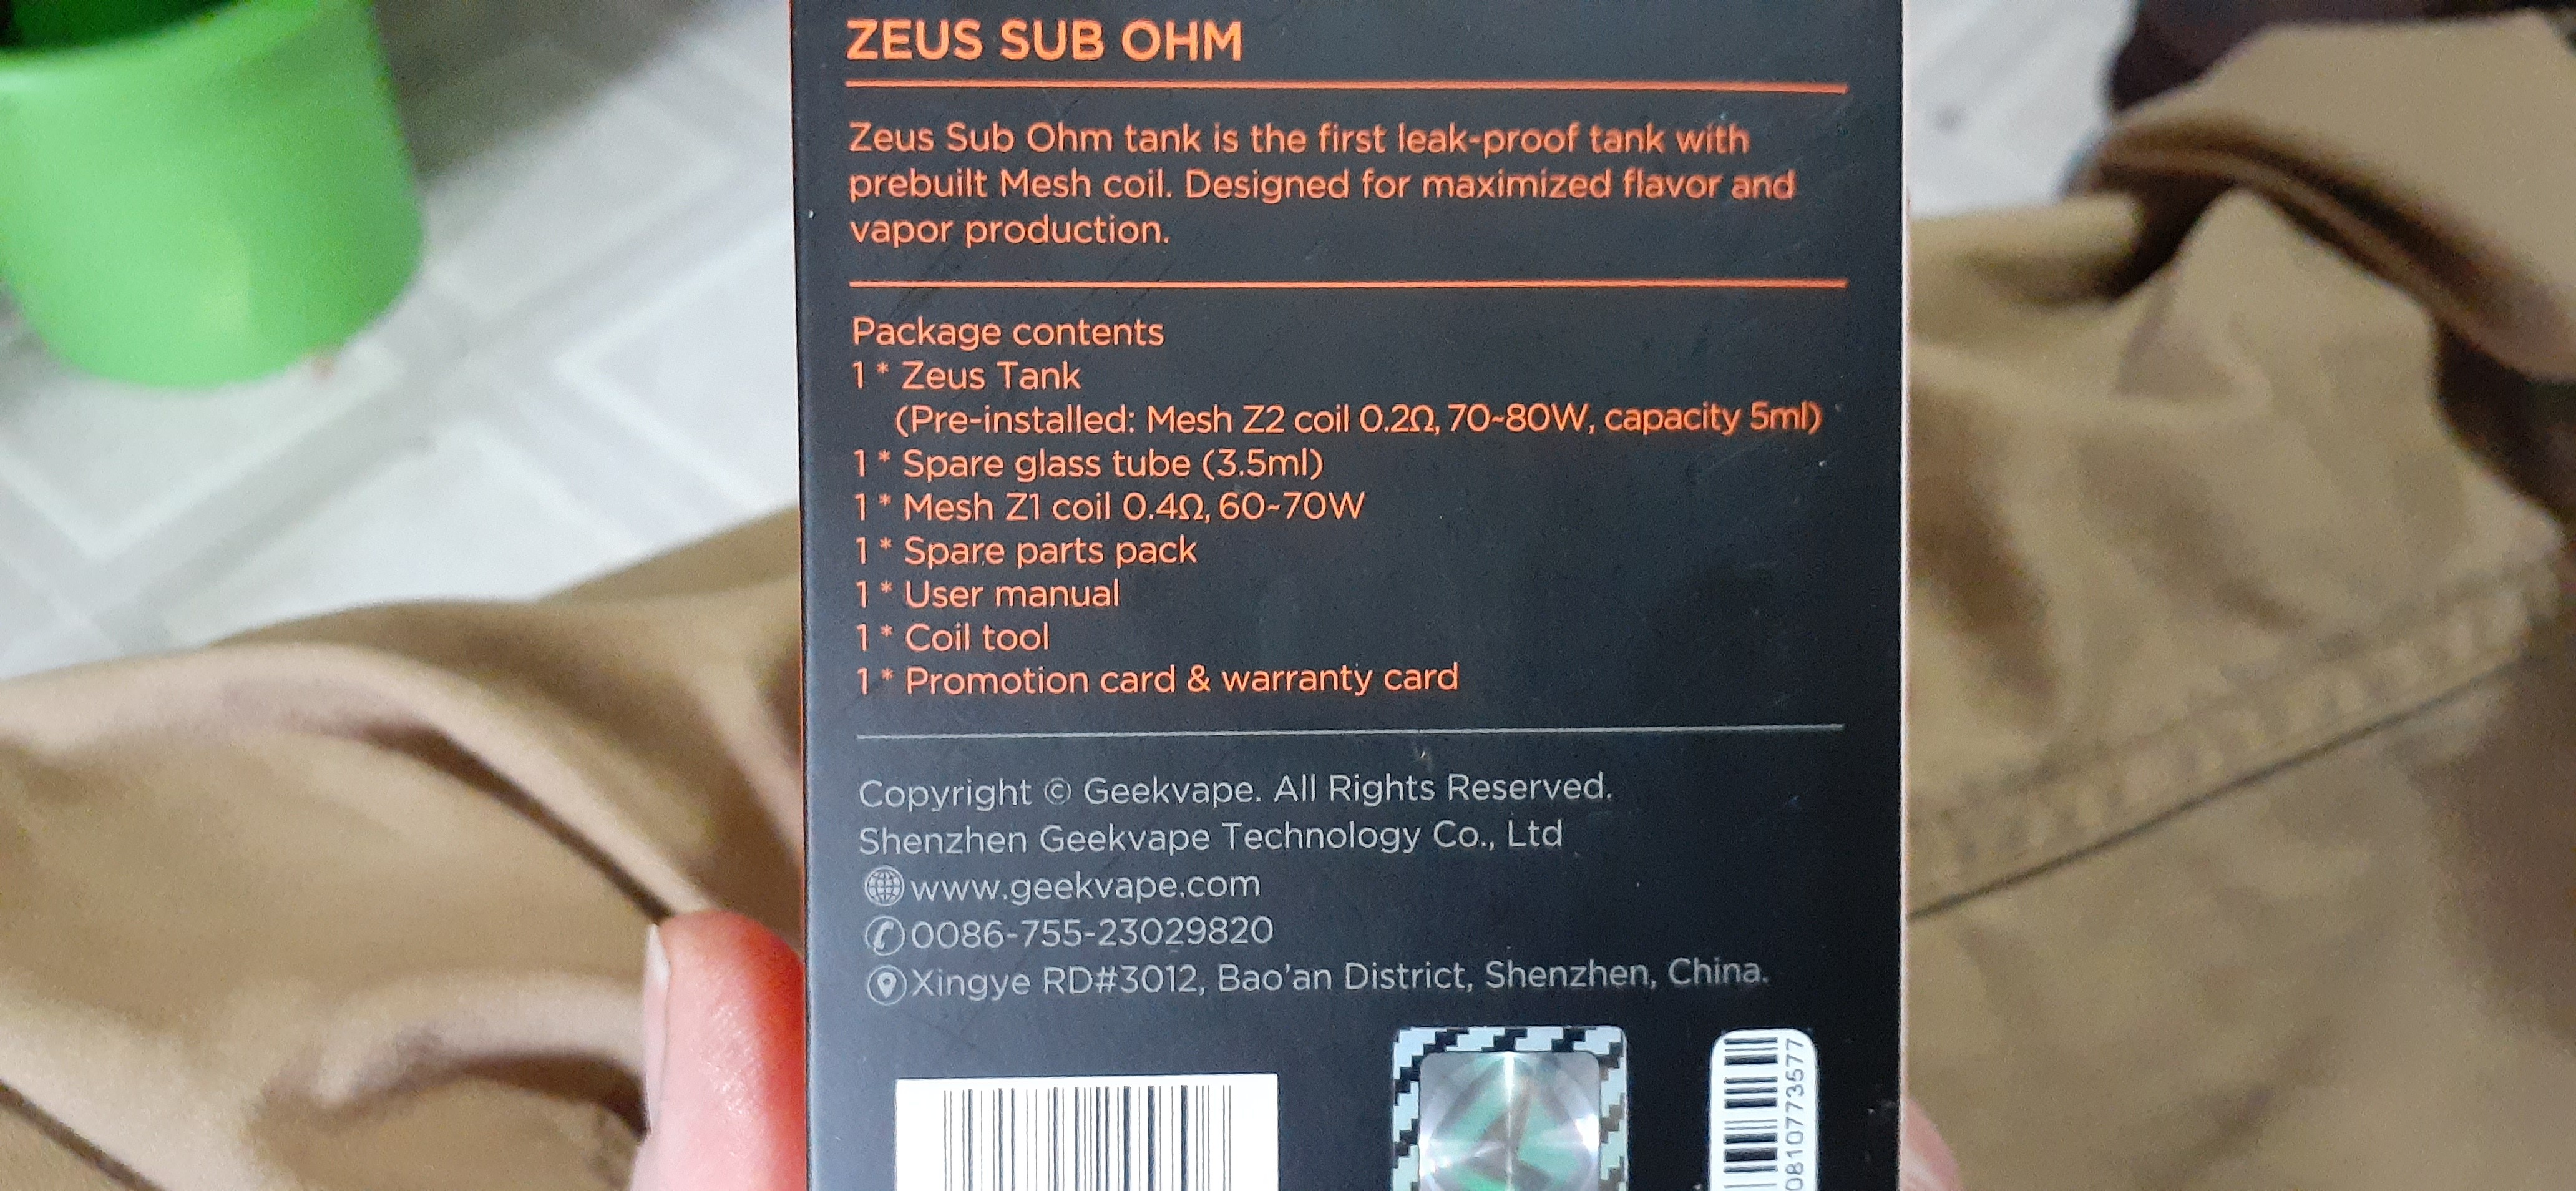 ZEUS SUB OHM
Zeus Sub Ohm tank is the first leak-proof tank with
prebuilt Mesh coil. Designed for maximized flavor and
vapor production.
Package contents
1 * Zeus Tank
(Pre-installed: Mesh Z2 coil 0.2Ω, 70~80W, capacity 5ml)
1 * Spare glass tube (3.5ml)
1 * Mesh Z1 coil 0.4Ω, 60~70W
1 * Spare parts pack
1 * User manual
1 * Coil tool
1 * Promotion card & warranty card
Copyright © Geekvape. All Rights Reserved.
Shenzhen Geekvape Technology Co., Ltd
www.geekvape.com
0086-755-23029820
Xingye RD#3012, Bao'an District, Shenzhen, China.
0810773577